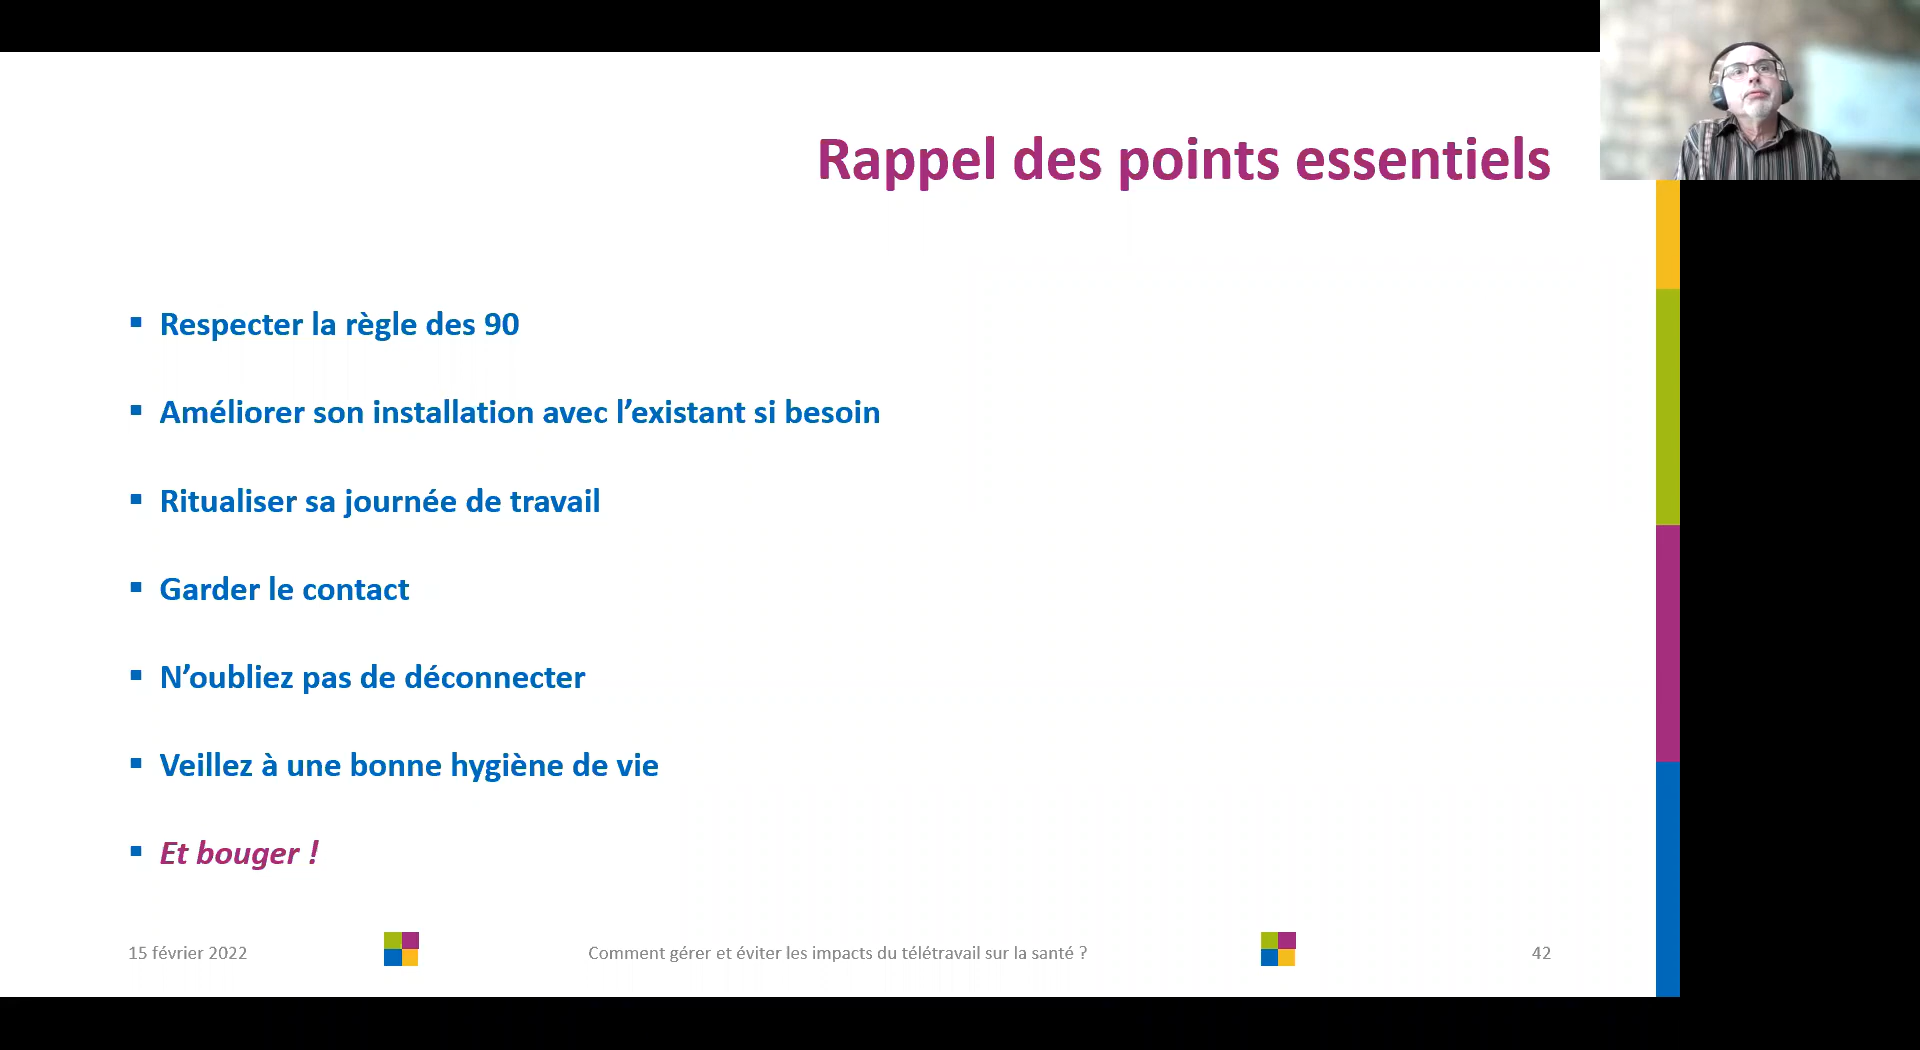 Rappel des points essentiels
Respecter la règle des 90
Améliorer son installation avec l’existant si besoin
Ritualiser sa journée de travail
Garder le contact
N’oubliez pas de déconnecter
Veillez à une bonne hygiène de vie
Et bouger !
15 février 2022
Comment gérer et éviter les impacts du télétravail sur la santé ?
42